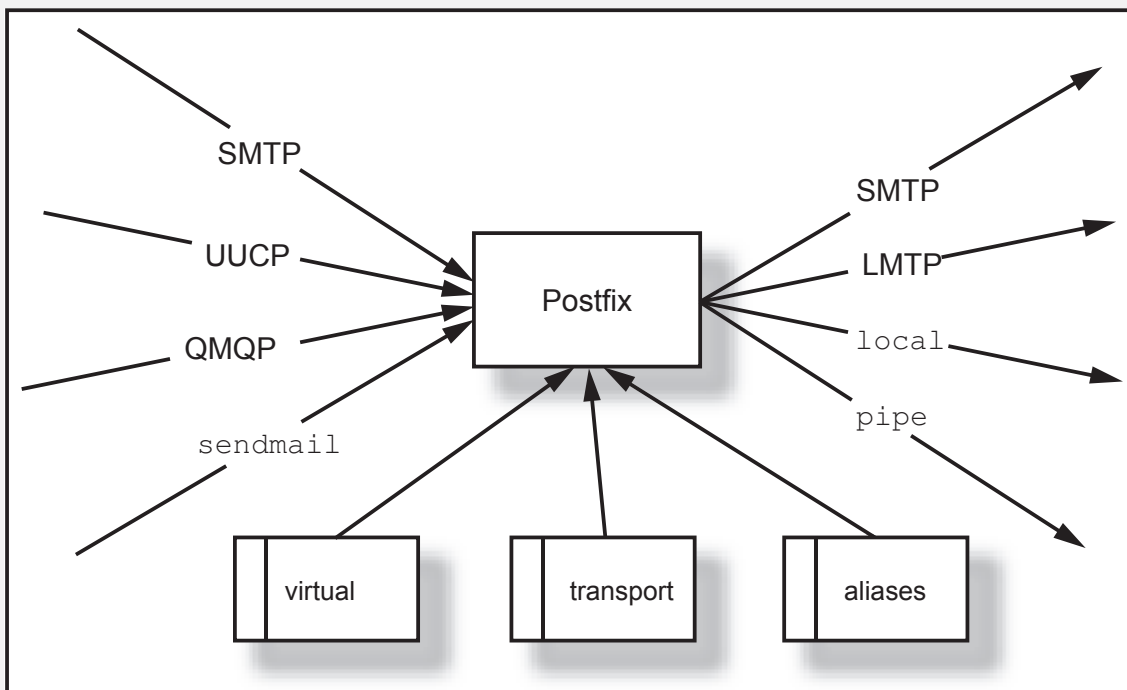 SMTP
UUCP
QMQP
sendmail
Postfix
SMTP
LMTP
local
pipe
virtual
transport
aliases